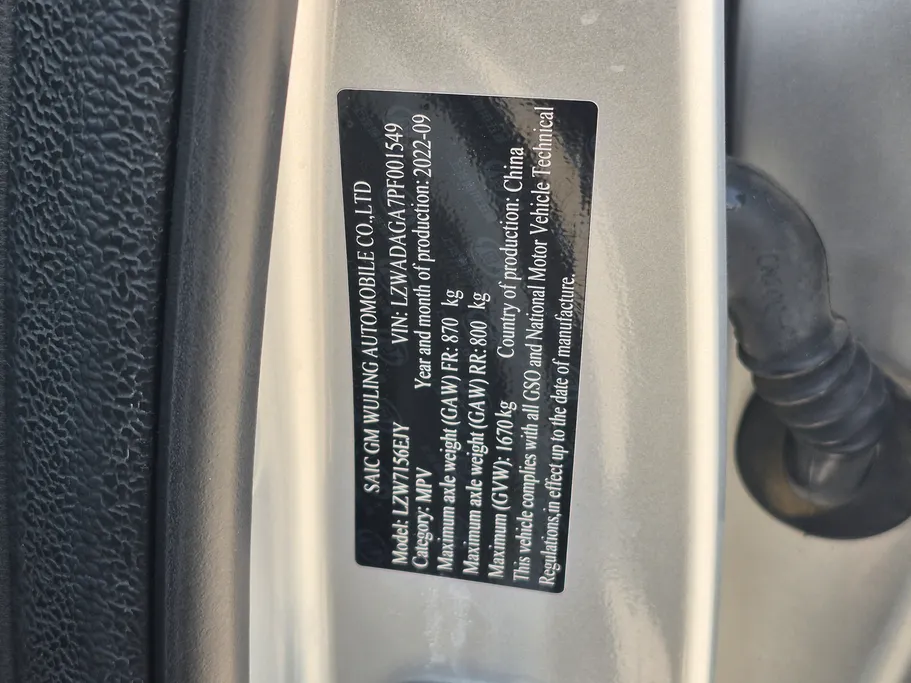 SAIC GM WULING AUTOMOBILE CO.,LTD
Model: LZW7156EJY VIN: LZWADAGA7PF001549
Category: MPV Year and month of production: 2022-09
Maximum axle weight (GAW) FR: 870 kg
Maximum axle weight (GAW) RR: 800 kg
Maximum (GVW): 1670 kg Country of production: China
This vehicle complies with all GSO and National Motor Vehicle Technical
Regulations,in effect up to the date of manufacture.